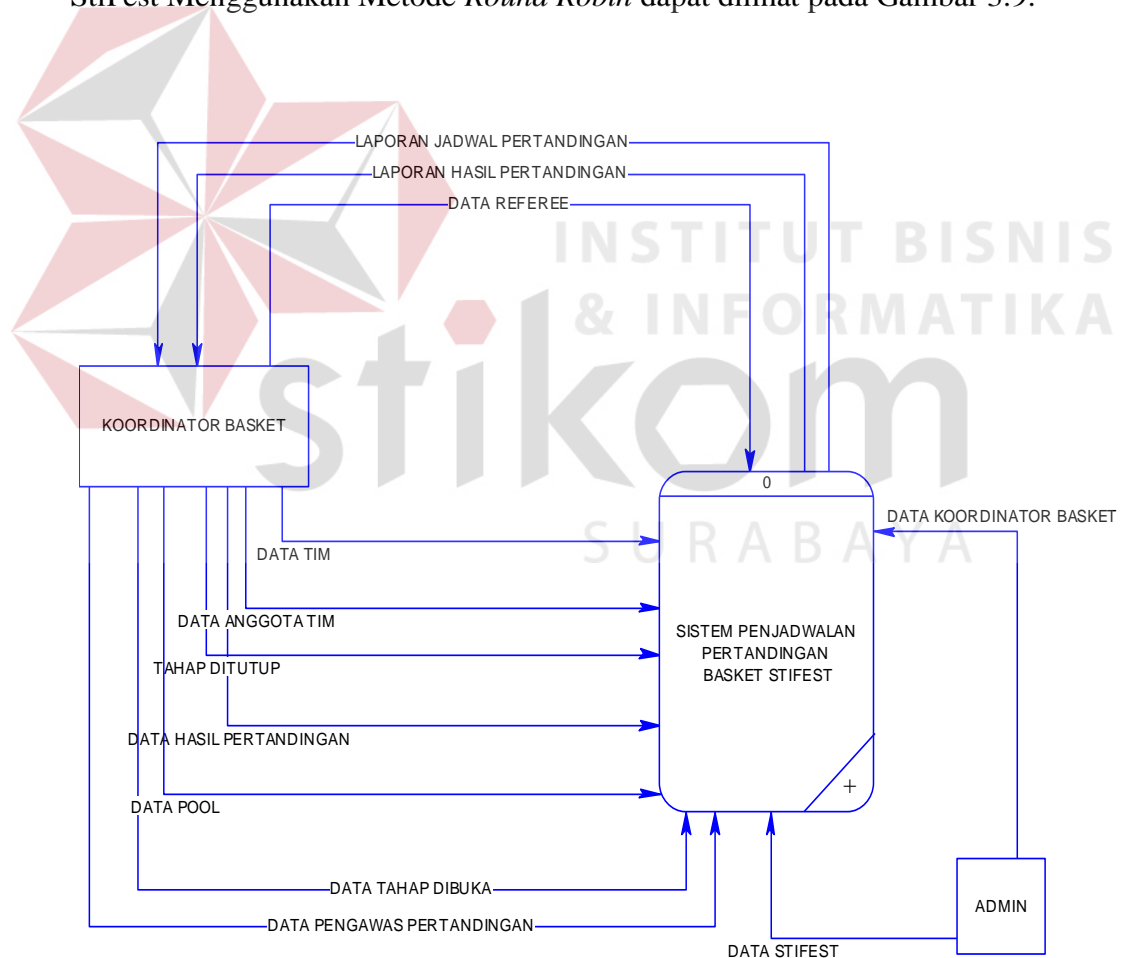 StiFest Menggunakan Metode Round Robin dapat dilihat pada Gambar 3.9.
LAPORAN JADWAL PERTANDINGAN
LAPORAN HASIL PERTANDINGAN
DATA REFEREE
INSTITUT BISNIS
& INFORMATIKA
stikom
SURABAYA
KOORDINATOR BASKET
0
DATA KOORDINATOR BASKET
DATA TIM
DATA ANGGOTA TIM
SISTEM PENJADWALAN
PERTANDINGAN
BASKET STIFEST
TAHAP DITUTUP
DATA HASIL PERTANDINGAN
+
DATA POOL
DATA TAHAP DIBUKA
ADMIN
DATA PENGAWAS PERTANDINGAN
DATA STIFEST